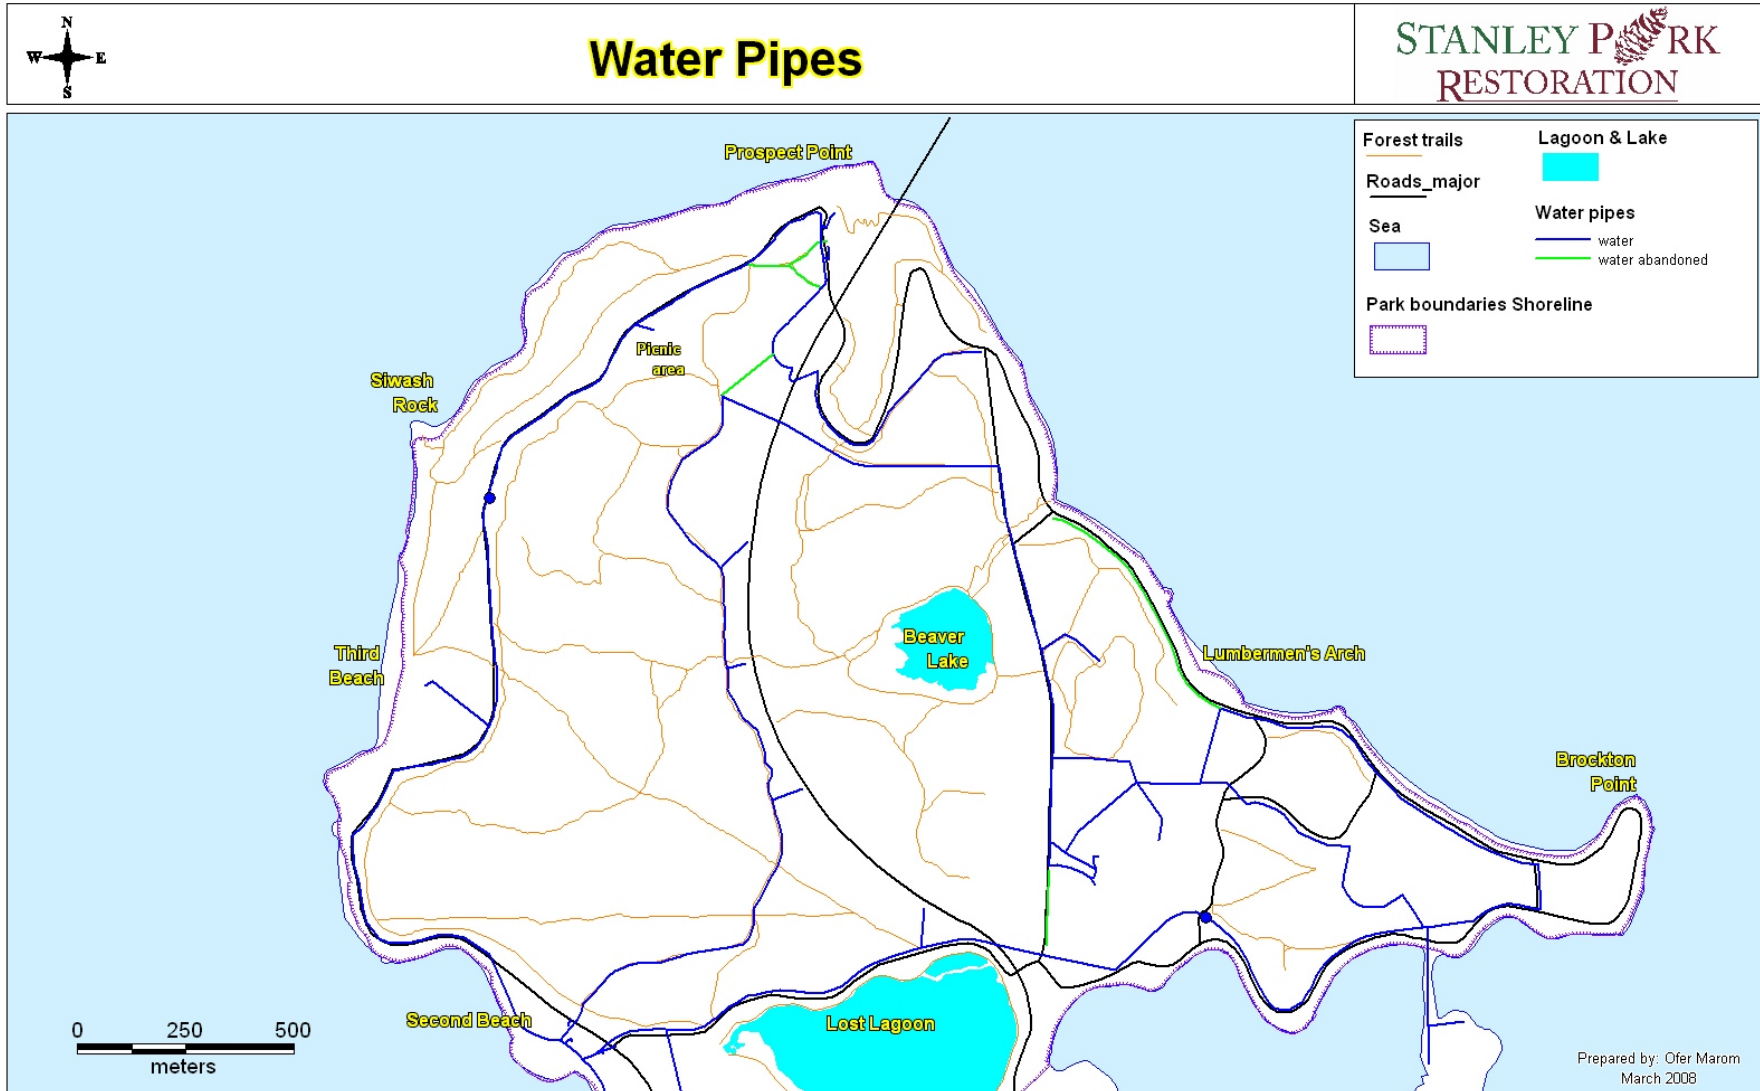 N
W E
S
Water Pipes
STANLEY PARK
RESTORATION
Forest trails
Roads_major
Sea
Park boundaries Shoreline
Lagoon & Lake
Water pipes
water
water abandoned
Prospect Point
Picnic
area
Siwash
Rock
Third
Beach
Beaver
Lake
Lumbermen's Arch
Brockton
Point
Second Beach
Lost Lagoon
0 250 500
meters
Prepared by: Ofer Marom
March 2008